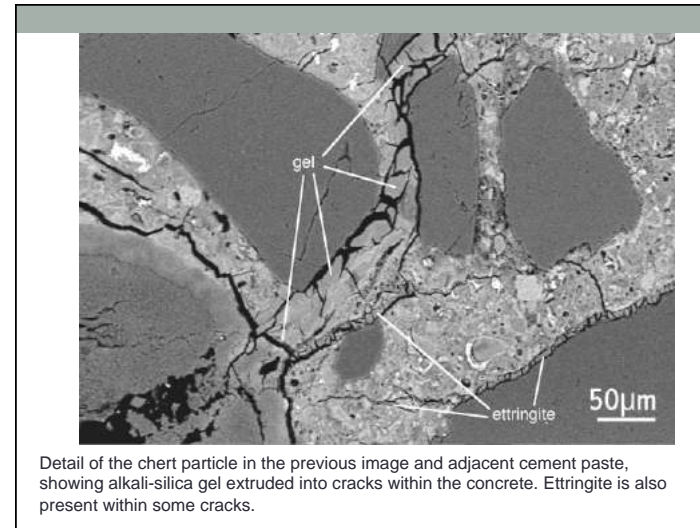 gel
ettringite
50µm
Detail of the chert particle in the previous image and adjacent cement paste,
showing alkali-silica gel extruded into cracks within the concrete. Ettringite is also
present within some cracks.